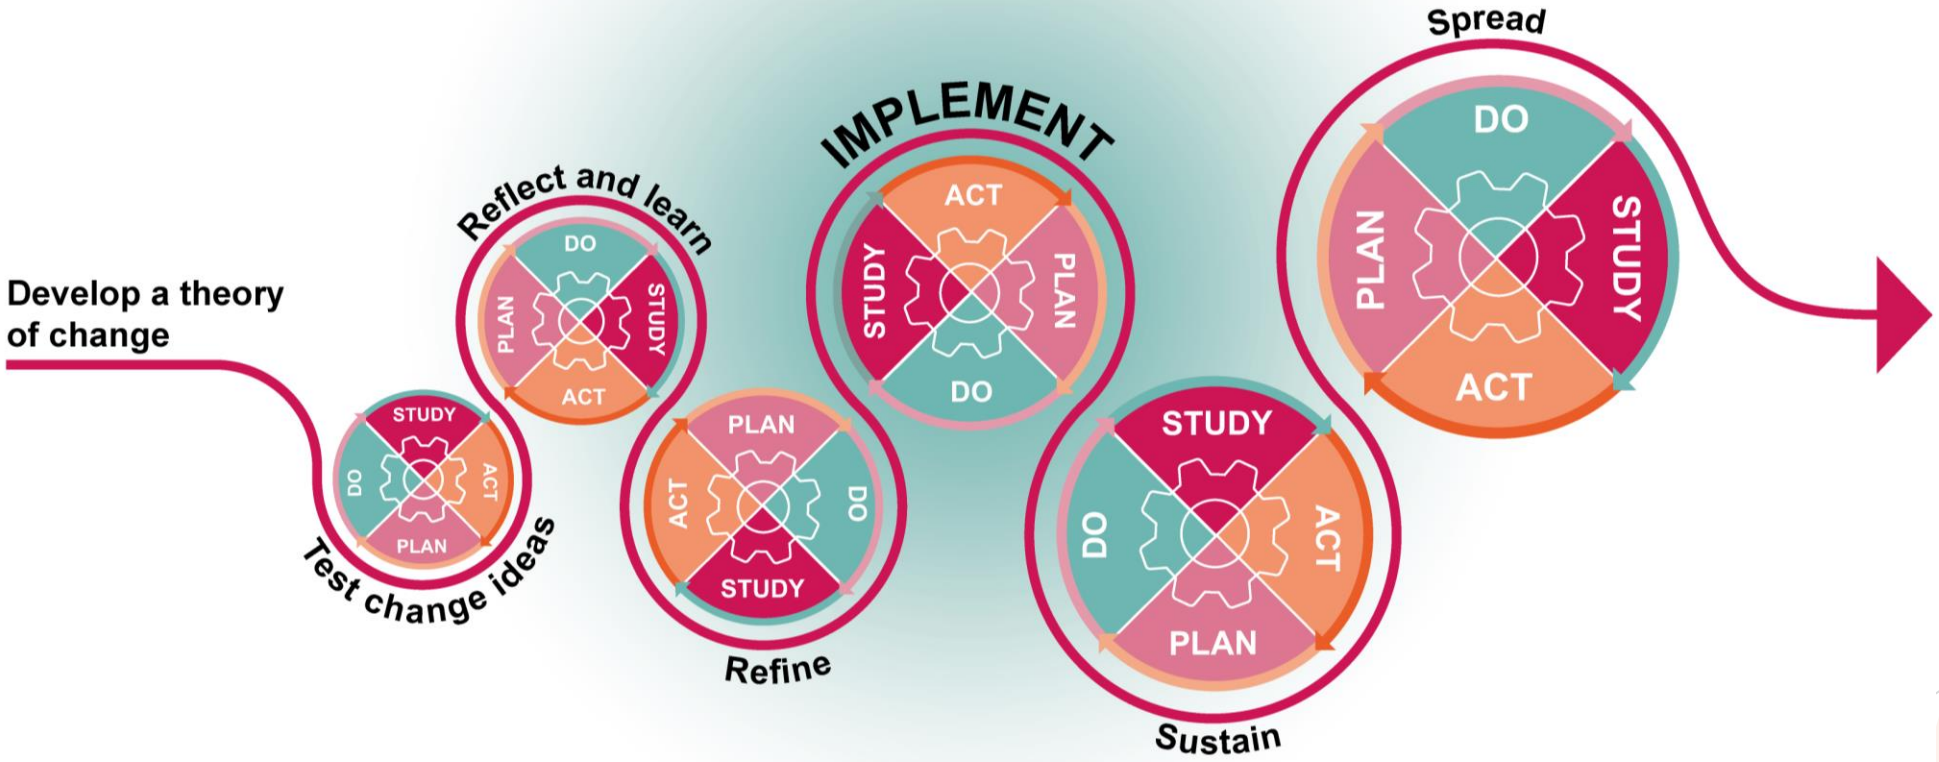 Develop a theory
of change
Test change ideas
STUDY
ACT
PLAN
DO
Reflect and learn
DO
STUDY
ACT
PLAN
Refine
PLAN
DO
STUDY
ACT
IMPLEMENT
ACT
PLAN
DO
STUDY
Sustain
STUDY
ACT
PLAN
DO
Spread
DO
STUDY
ACT
PLAN